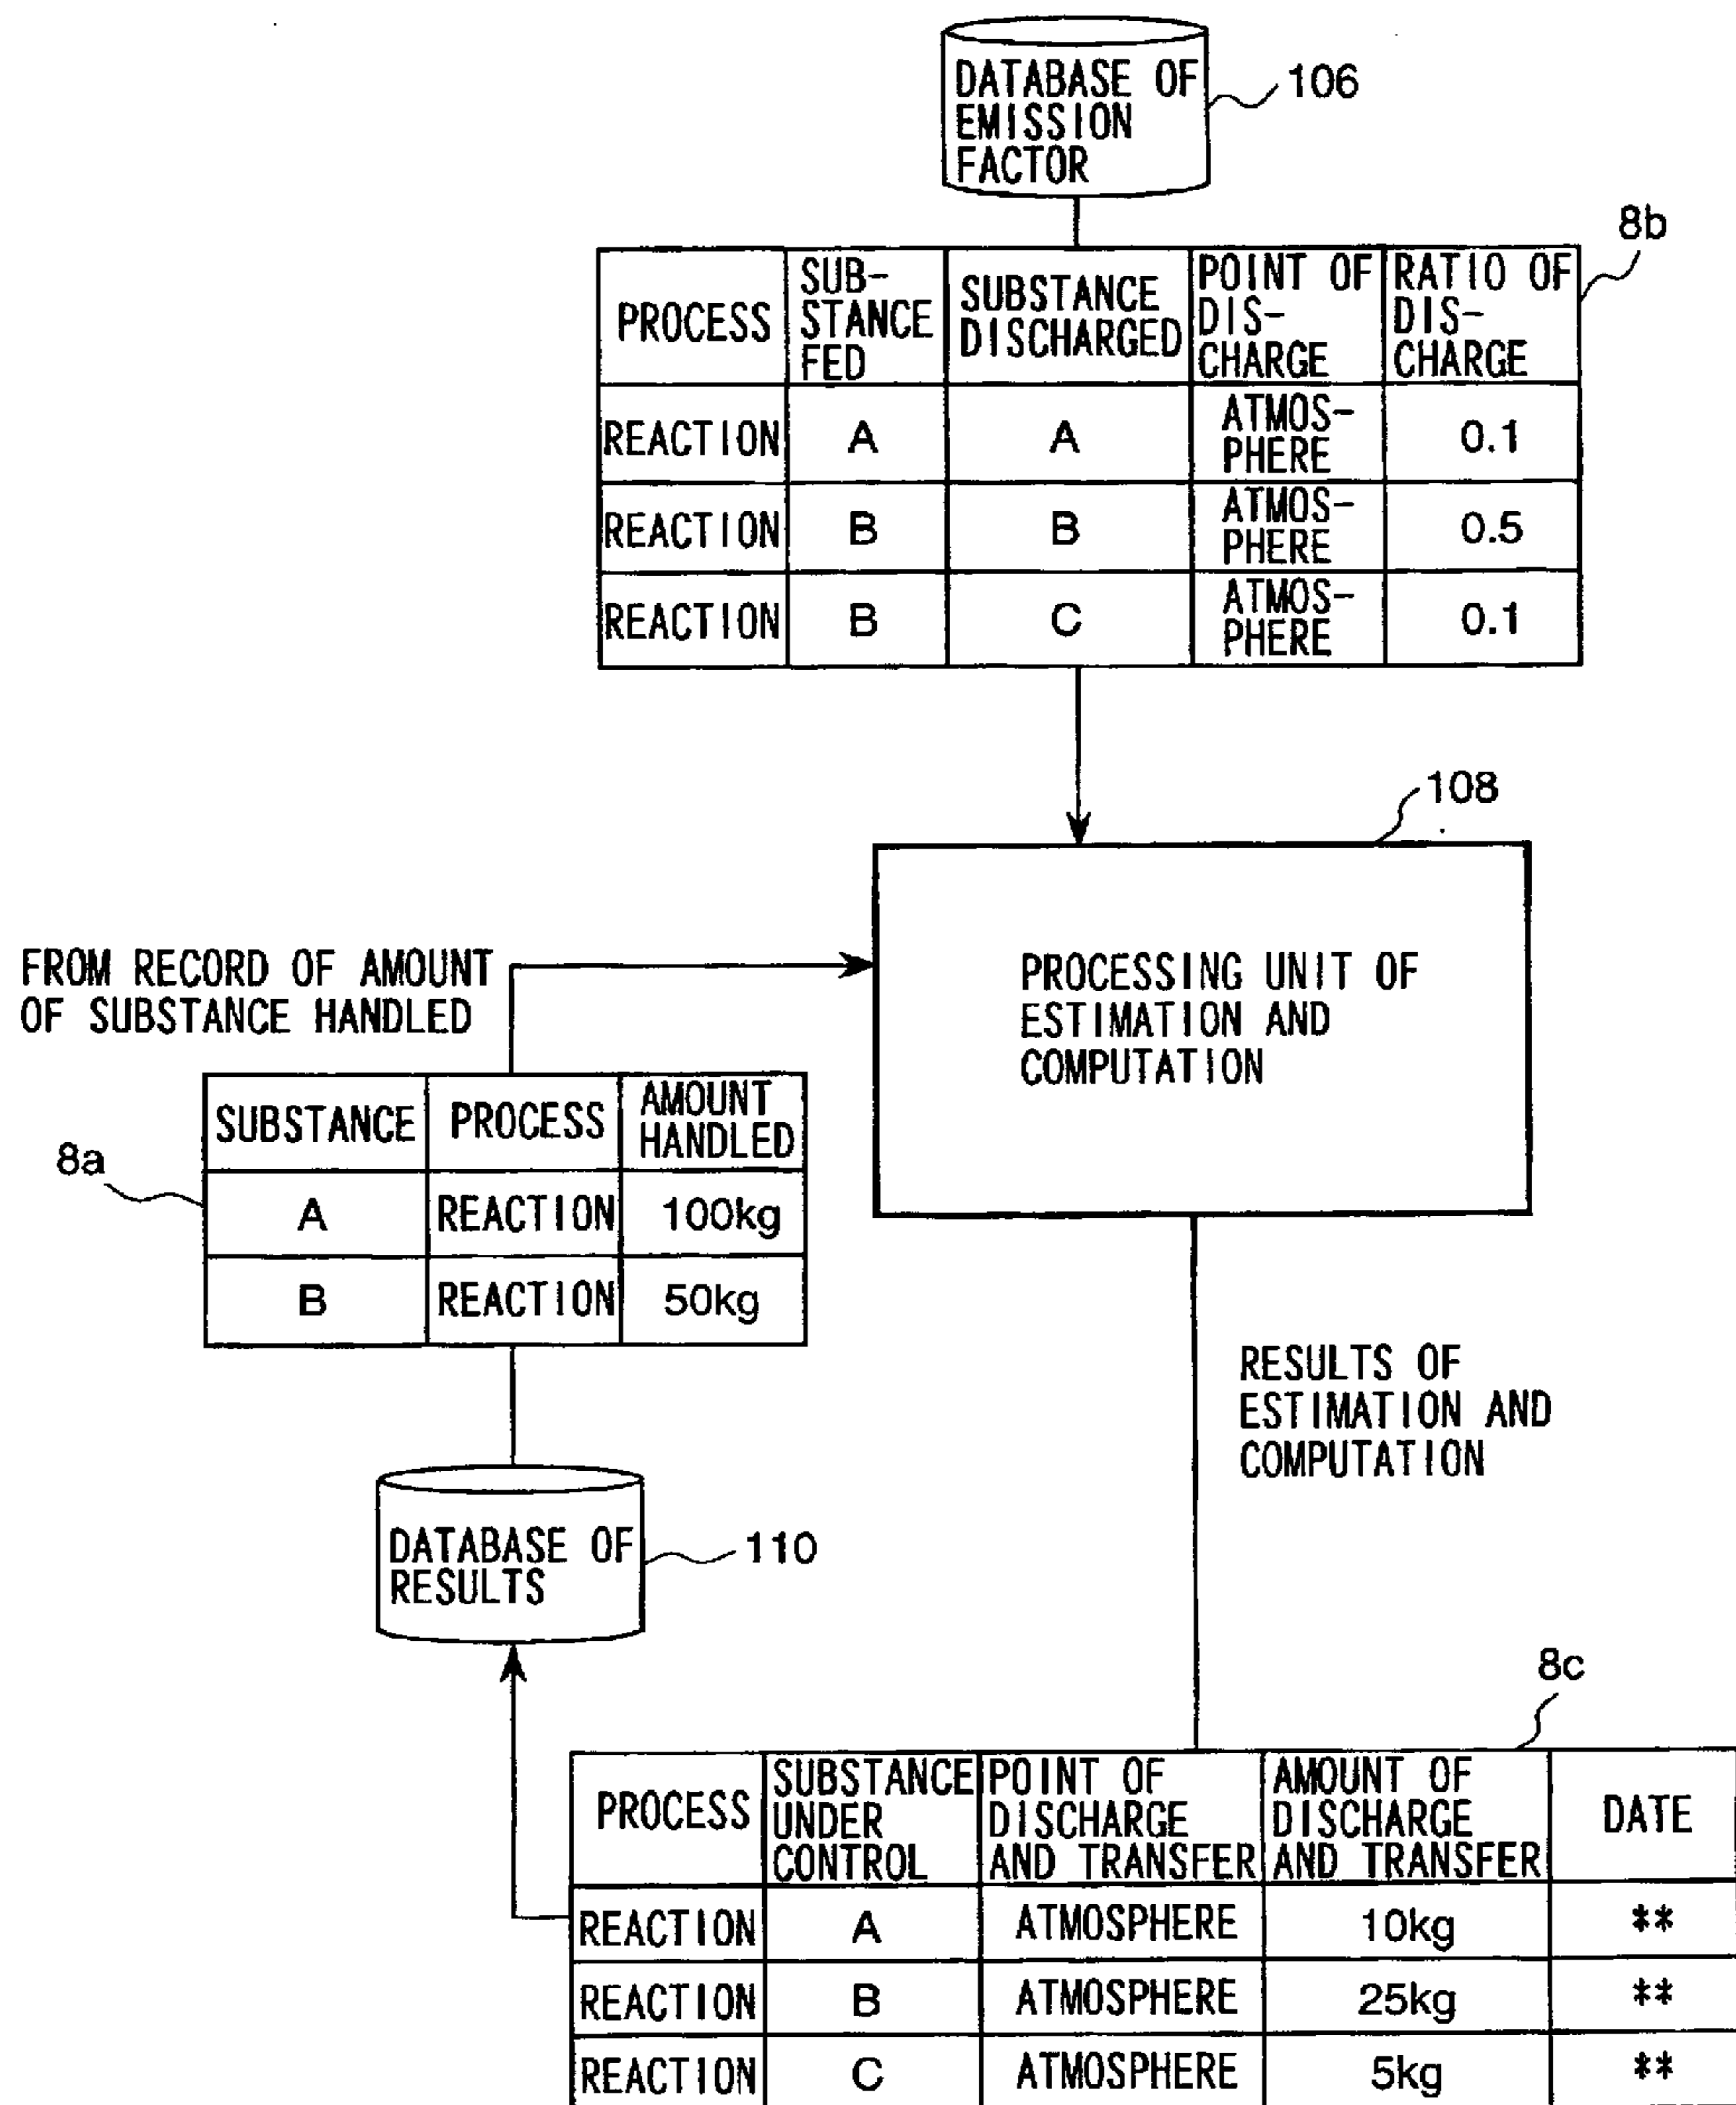 DATABASE OF
EMISSION
FACTOR
106
8b
PROCESS
SUB-
STANCE
FED
SUBSTANCE
DISCHARGED
POINT OF
DIS-
CHARGE
RATIO OF
DIS-
CHARGE
REACTION
A
A
ATMOS-
PHERE
0.1
REACTION
B
B
ATMOS-
PHERE
0.5
REACTION
B
C
ATMOS-
PHERE
0.1
108
PROCESSING UNIT OF
ESTIMATION AND
COMPUTATION
FROM RECORD OF AMOUNT
OF SUBSTANCE HANDLED
8a
SUBSTANCE
PROCESS
AMOUNT
HANDLED
A
REACTION
100kg
B
REACTION
50kg
RESULTS OF
ESTIMATION AND
COMPUTATION
DATABASE OF
RESULTS
110
8c
PROCESS
SUBSTANCE
UNDER
CONTROL
POINT OF
DISCHARGE
AND TRANSFER
AMOUNT OF
DISCHARGE
AND TRANSFER
DATE
REACTION
A
ATMOSPHERE
10kg
**
REACTION
B
ATMOSPHERE
25kg
**
REACTION
C
ATMOSPHERE
5kg
**